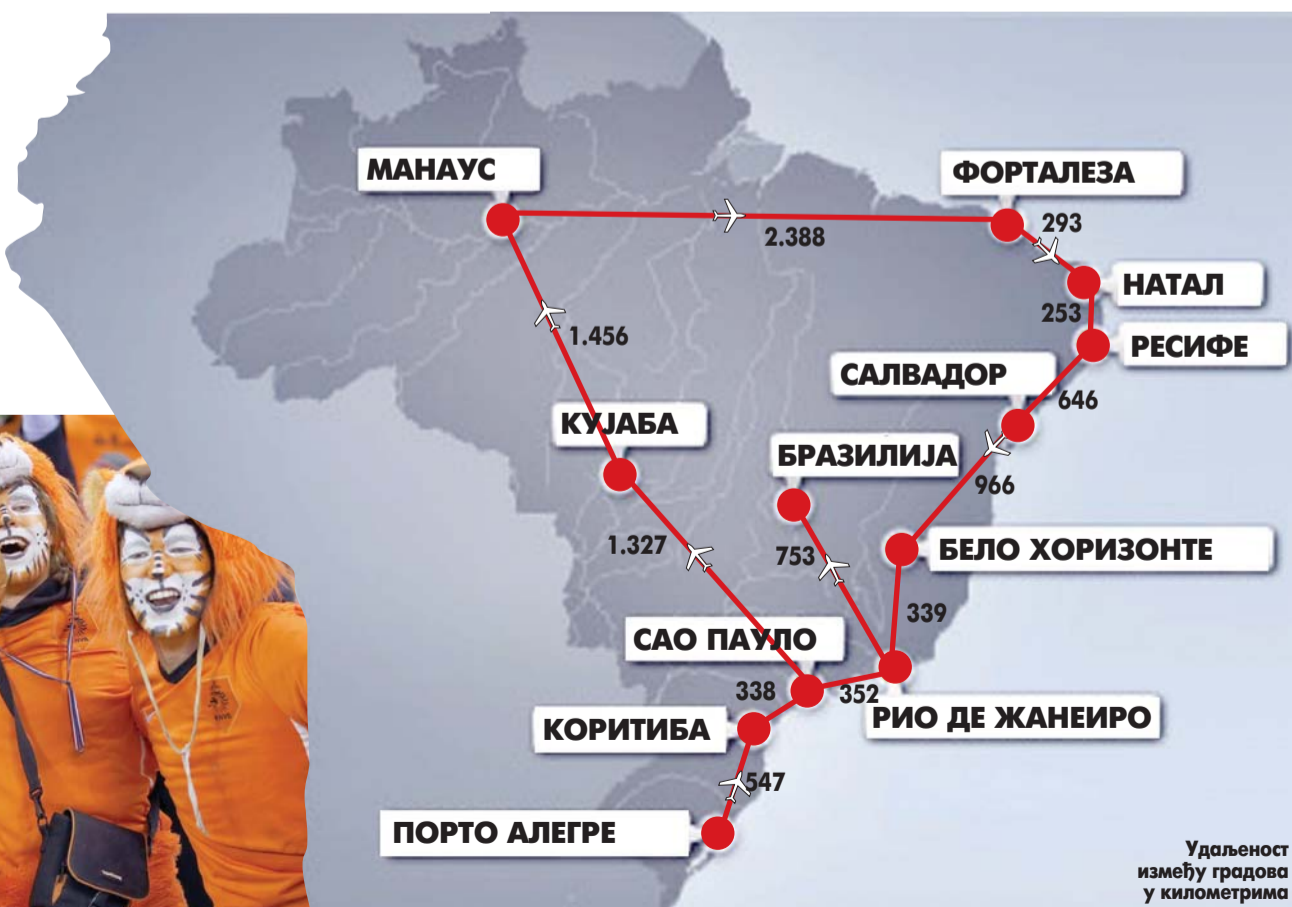 МАНАУС
ФОРТАЛЕЗА
293
2.388
НАТАЛ
253
РЕСИФЕ
1.456
САЛВАДОР
646
КУЈАБА
БРАЗИЛИЈА
966
1.327
753
БЕЛО ХОРИЗОНТЕ
339
САО ПАУЛО
338
352
РИО ДЕ ЖАНЕИРО
КОРИТИБА
547
ПОРТО АЛЕГРЕ
Удаљеност
између градова
у километрима